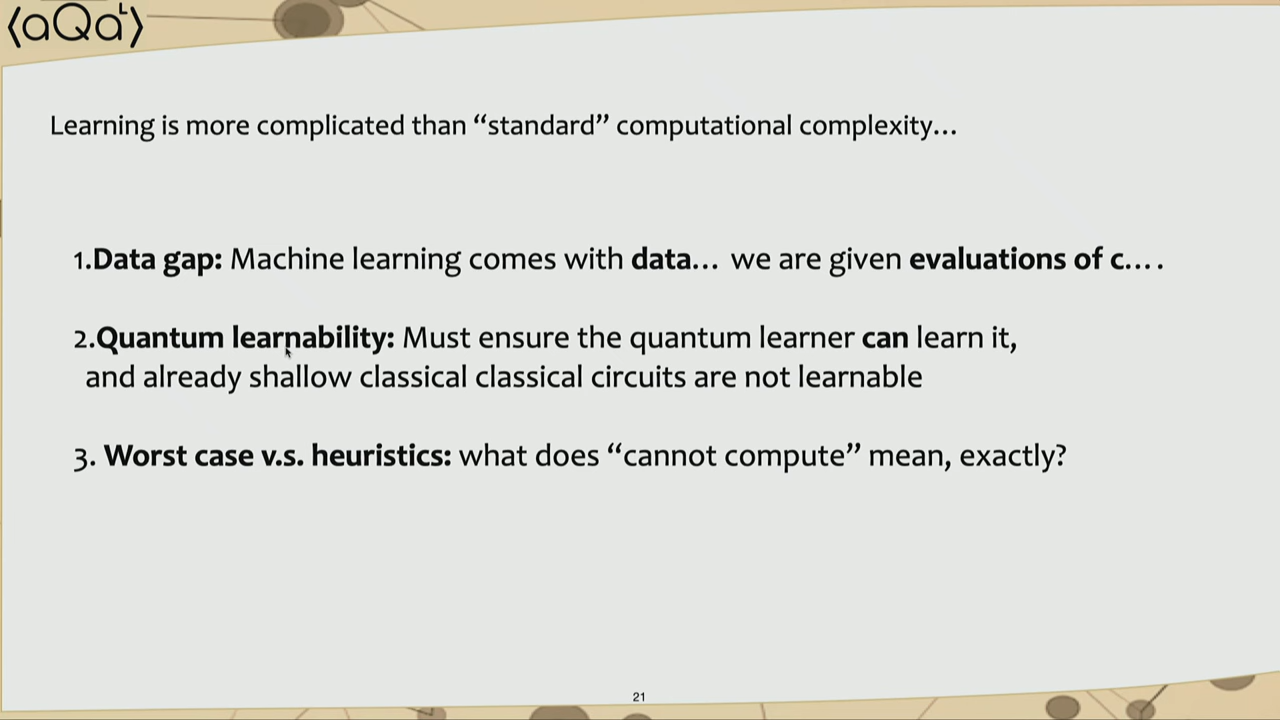 ⟨aQaᴸ⟩
Learning is more complicated than “standard” computational complexity…
1.Data gap: Machine learning comes with data… we are given evaluations of c….
2.Quantum learnability: Must ensure the quantum learner can learn it,
and already shallow classical classical circuits are not learnable
3. Worst case v.s. heuristics: what does “cannot compute” mean, exactly?
21